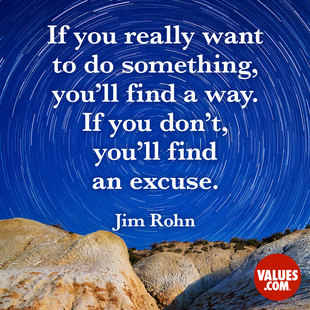 If you really want
to do something,
you'll find a way.
If you don't,
you'll find
an excuse.
Jim Rohn
VALUES
.COM